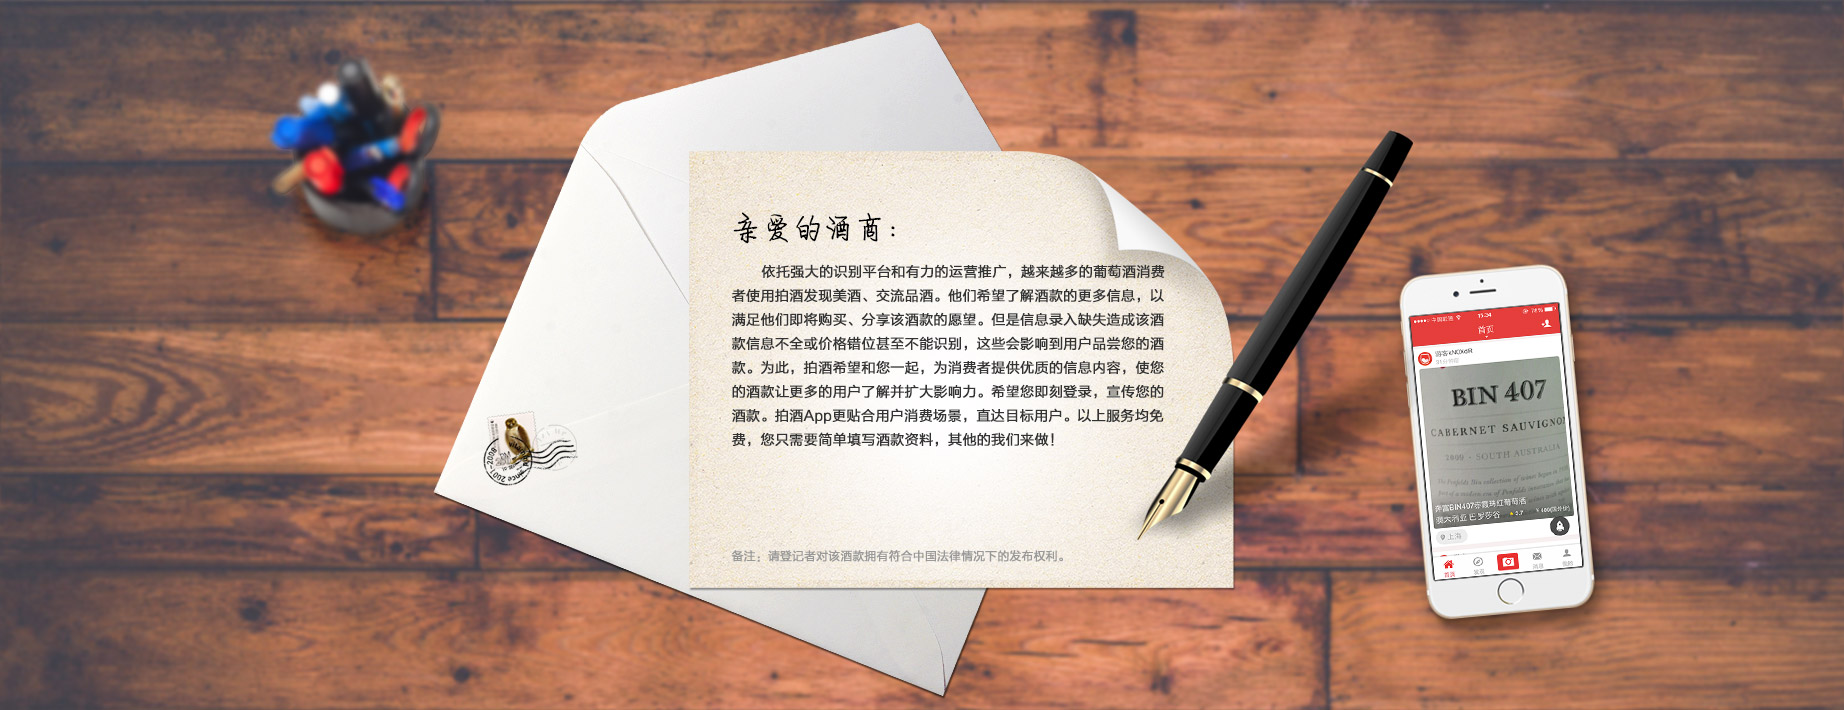 亲爱的酒商：
依托强大的识别平台和有力的运营推广，越来越多的葡萄酒消费
者使用拍酒发现美酒、交流品酒。他们希望了解酒款的更多信息，以
满足他们即将购买、分享该酒款的愿望。但是信息录入缺失造成该酒
款信息不全或价格错位甚至不能识别，这些会影响到用户品尝您的酒
款。为此，拍酒希望和您一起，为消费者提供优质的信息内容，使您
的酒款让更多的用户了解并扩大影响力。希望您即刻登录，宣传您的
酒款。拍酒App更贴合用户消费场景，直达目标用户。以上服务均免
费，您只需要简单填写酒款资料，其他的我们来做！
备注：请登记者对该酒款拥有符合中国法律情况下的发布权利。
11:34
首页
BIN 407
CABERNET SAUVIGNO
SOUTH AUSTRALIA
奔富BIN407赤霞珠红葡萄酒
澳大利亚 巴罗莎谷
3.7
上海
首页
发现
消息
我的